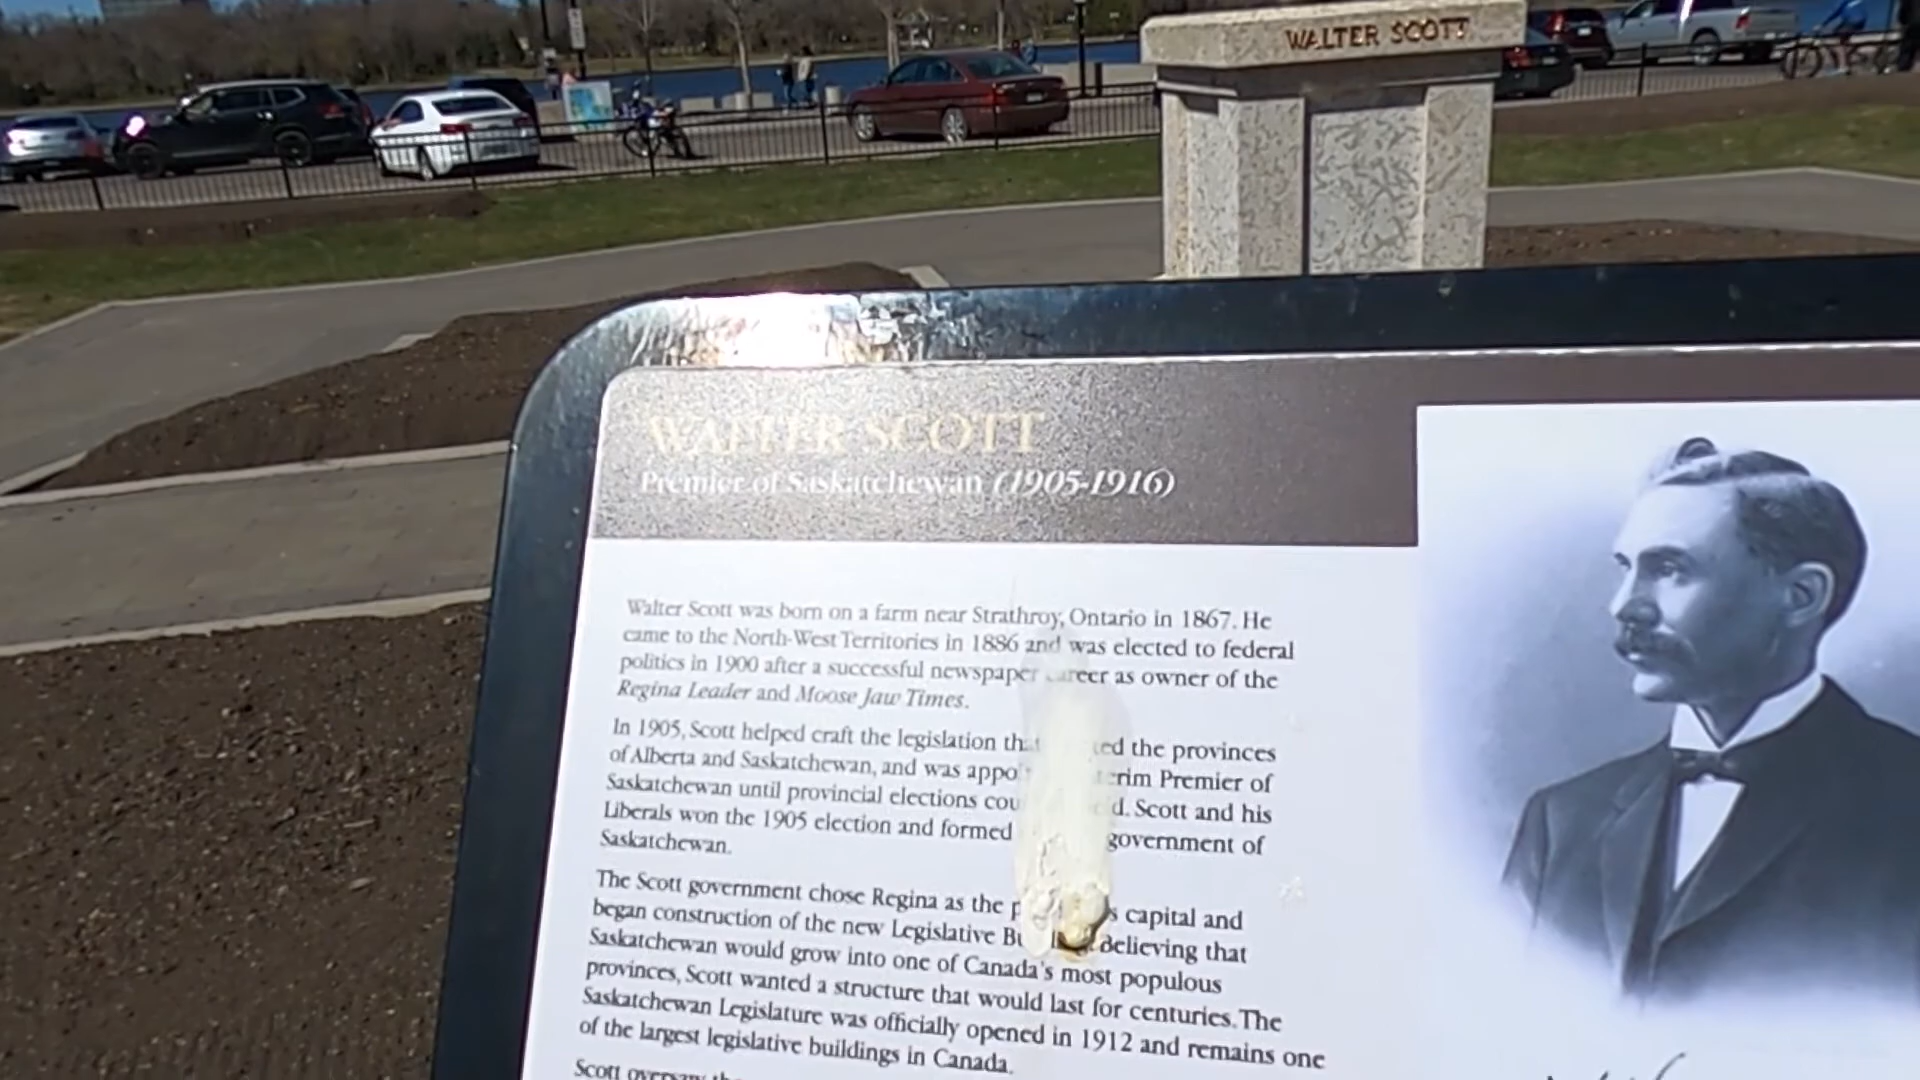 WALTER SCOTT
WALTER SCOTT
Premier of Saskatchewan (1905-1916)
Walter Scott was born on a farm near Strathroy, Ontario in 1867. He
came to the North-West Territories in 1886 and was elected to federal
politics in 1900 after a successful newspaper career as owner of the
Regina Leader and Moose Jaw Times.
In 1905, Scott helped craft the legislation the provinces
of Alberta and Saskatchewan, and was Premier of
Saskatchewan until provincial elections Scott and his
Liberals won the 1905 election and formed government of
Saskatchewan.
The Scott government chose Regina as the capital and
began construction of the new Legislative Believing that
Saskatchewan would grow into one of Canada's most populous
provinces, Scott wanted a structure that would last for centuries. The
Saskatchewan Legislature was officially opened in 1912 and remains one
of the largest legislative buildings in Canada.
Scott